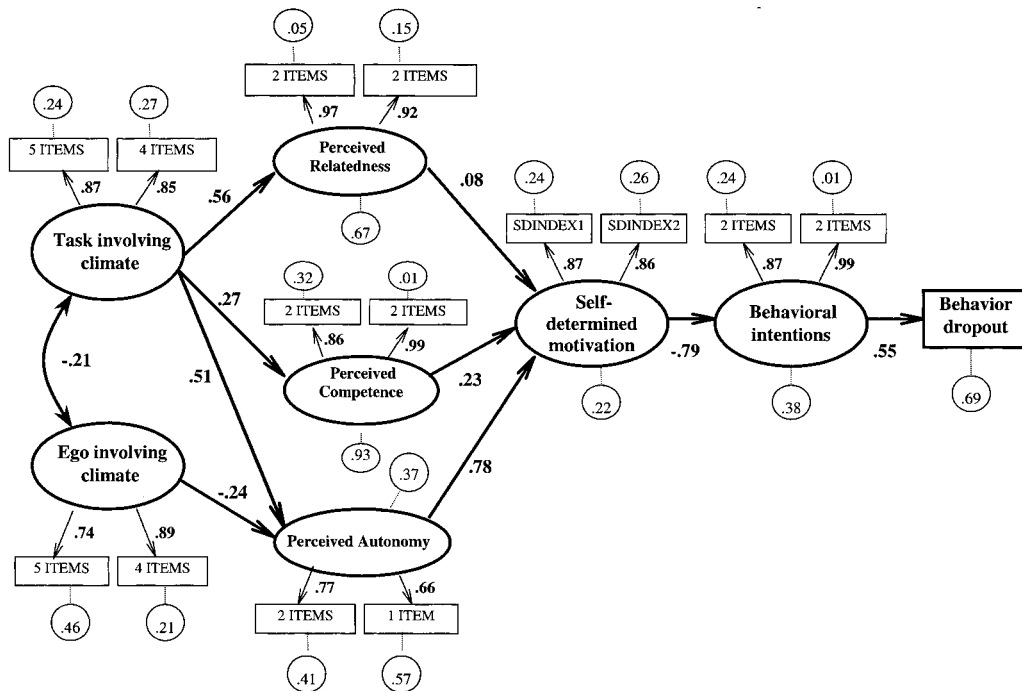 .05
.15
2 ITEMS
2 ITEMS
.97
.92
.24
.27
5 ITEMS
4 ITEMS
.87
.85
Perceived
Relatedness
.67
.56
.08
Task involving
climate
.24
.26
SDINDEX1
SDINDEX2
.87
.86
.24
.01
2 ITEMS
2 ITEMS
.87
.99
.27
.32
.01
2 ITEMS
2 ITEMS
.86
.99
Perceived
Competence
.93
.23
Self-
determined
motivation
.22
-.79
Behavioral
intentions
.38
.55
Behavior
dropout
.69
-.21
.51
Ego involving
climate
-.24
.37
.78
Perceived Autonomy
.74
.89
5 ITEMS
4 ITEMS
.46
.21
.77
.66
2 ITEMS
1 ITEM
.41
.57